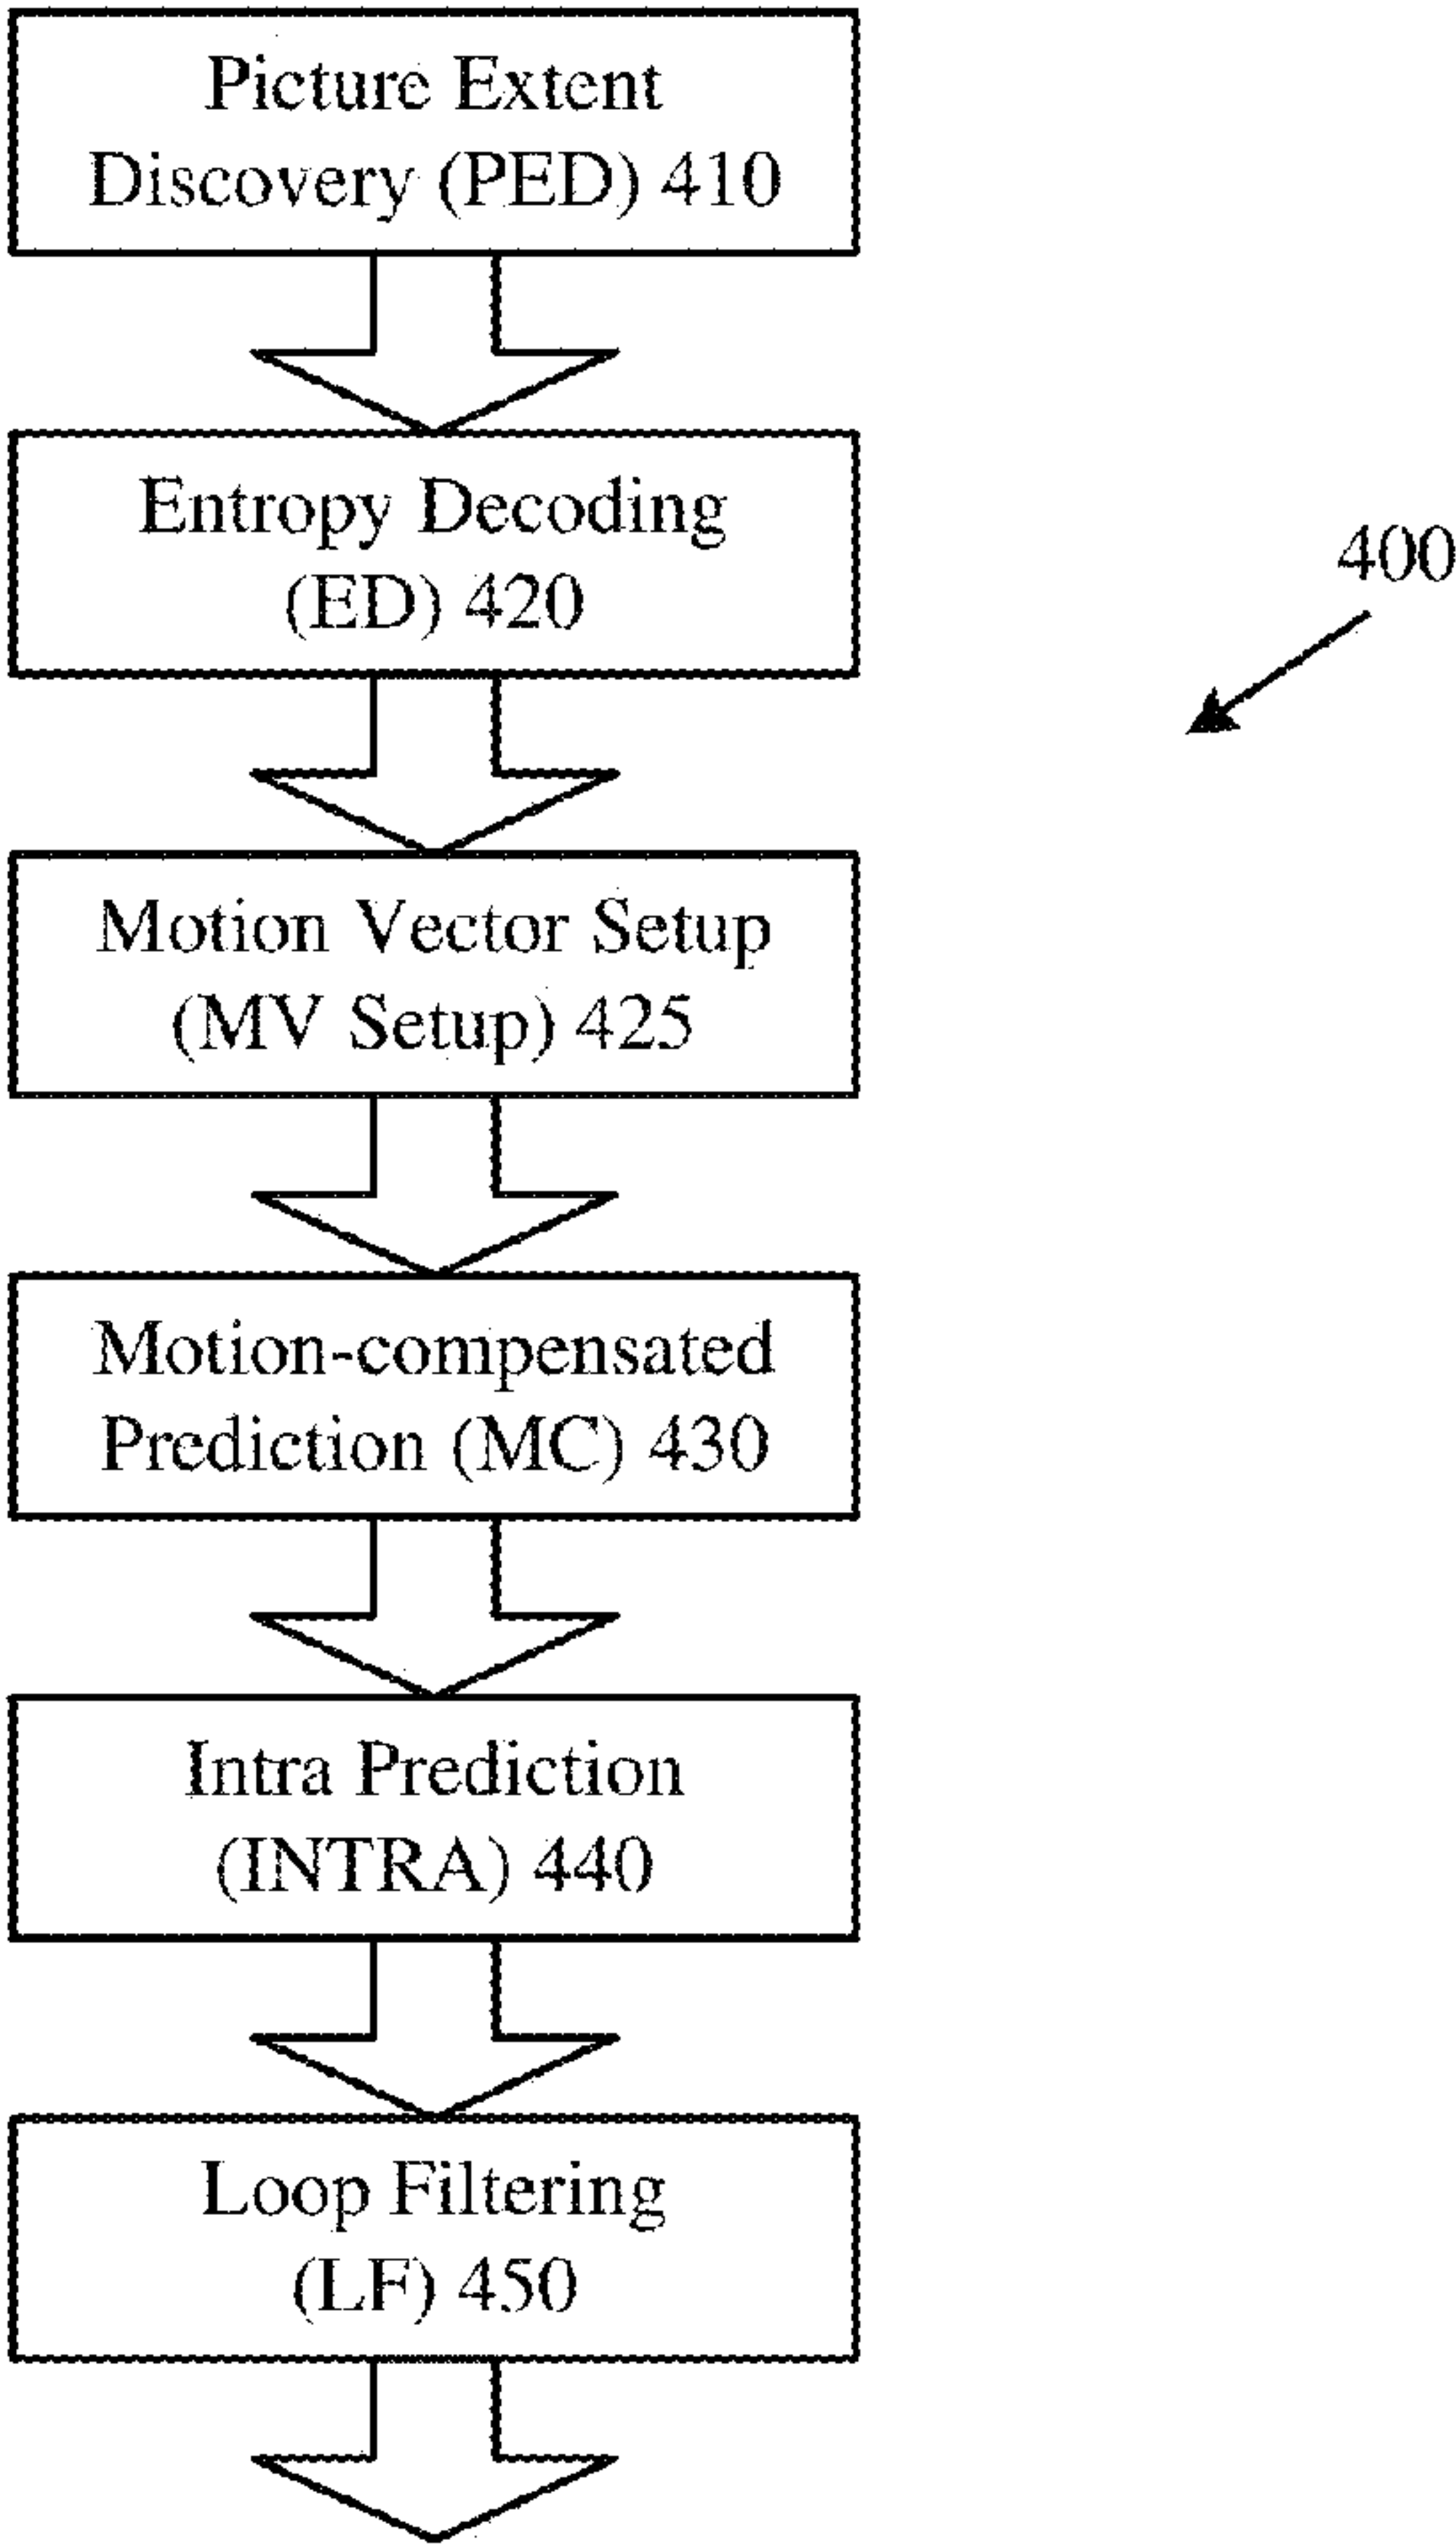 Picture Extent
Discovery (PED) 410
Entropy Decoding
(ED) 420
400
Motion Vector Setup
(MV Setup) 425
Motion-compensated
Prediction (MC) 430
Intra Prediction
(INTRA) 440
Loop Filtering
(LF) 450